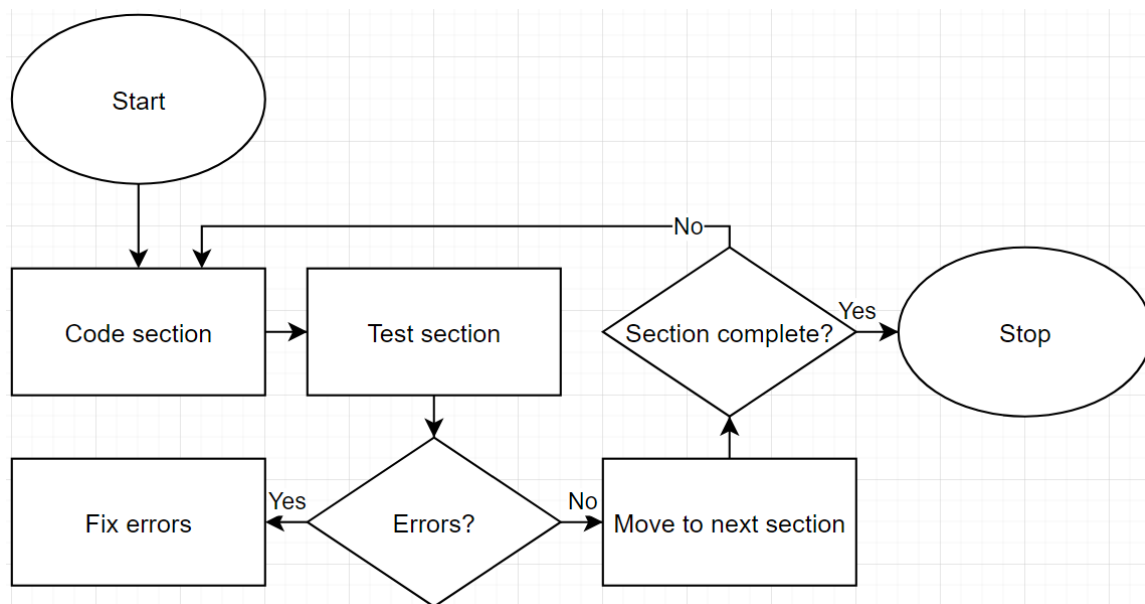 Start
No
Code section
Test section
Section complete?
Yes
Stop
Fix errors
Yes
Errors?
No
Move to next section